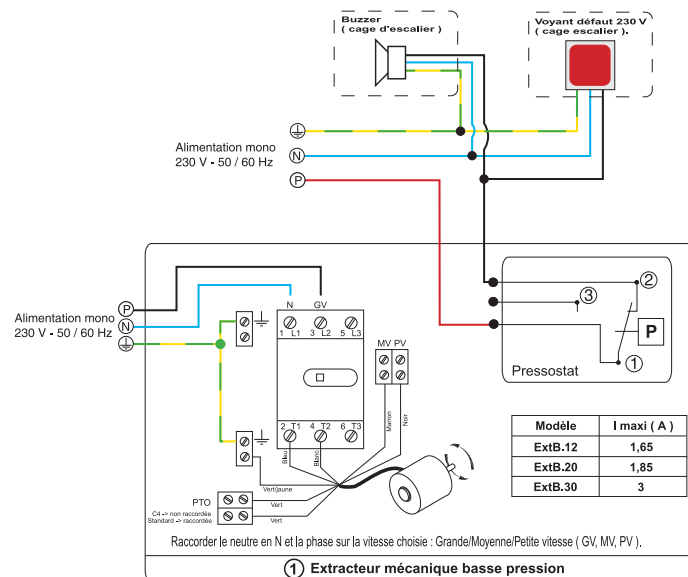 Buzzer
( cage d'escalier )
Voyant défaut 230 V
( cage escalier ).
Alimentation mono
230 V - 50 / 60 Hz
N
P
P
N
Alimentation mono
230 V - 50 / 60 Hz
N GV
1 L1 3 L2 5 L3
MV PV
2 T1 4 T2 6 T3
Bleu
Blanc
Marron
Noir
Vert/jaune
PTO
Vert
C4 -> non raccordée
Standard -> raccordée
Vert
2
3
P
1
Pressostat
Modèle I maxi ( A )
ExtB.12 1,65
ExtB.20 1,85
ExtB.30 3
Raccorder le neutre en N et la phase sur la vitesse choisie : Grande/Moyenne/Petite vitesse ( GV, MV, PV ).
1 Extracteur mécanique basse pression